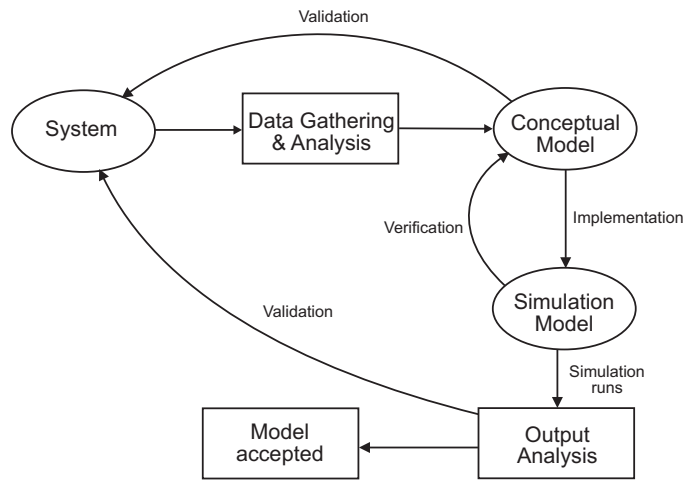 Validation
System
Data Gathering
& Analysis
Conceptual
Model
Verification
Implementation
Simulation
Model
Validation
Simulation
runs
Model
accepted
Output
Analysis